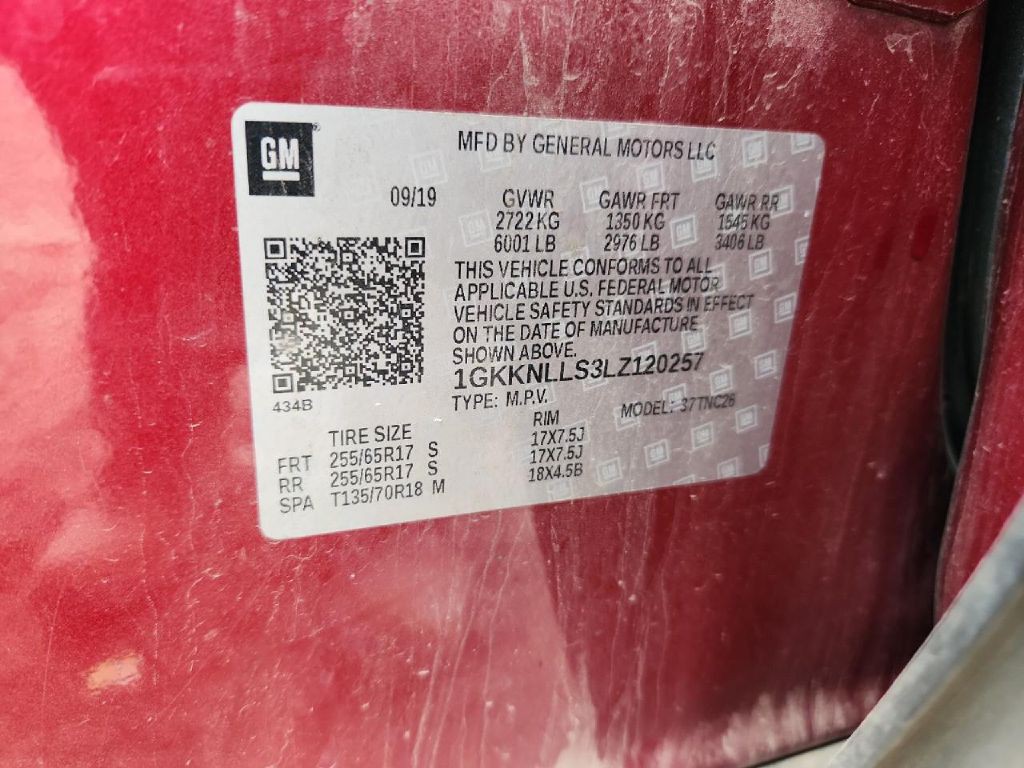 GM
MFD BY GENERAL MOTORS LLC
09/19 GVWR GAWR FRT GAWR RR
2722 KG 1350 KG 1545 KG
6001 LB 2976 LB 3406 LB
THIS VEHICLE CONFORMS TO ALL
APPLICABLE U.S. FEDERAL MOTOR
VEHICLE SAFETY STANDARDS IN EFFECT
ON THE DATE OF MANUFACTURE
SHOWN ABOVE.
1GKKNLLS3LZ120257
434B
TYPE: M.P.V. MODEL: 37TNC26
TIRE SIZE RIM
FRT 255/65R17 S 17X7.5J
RR 255/65R17 S 17X7.5J
SPA T135/70R18 M 18X4.5B